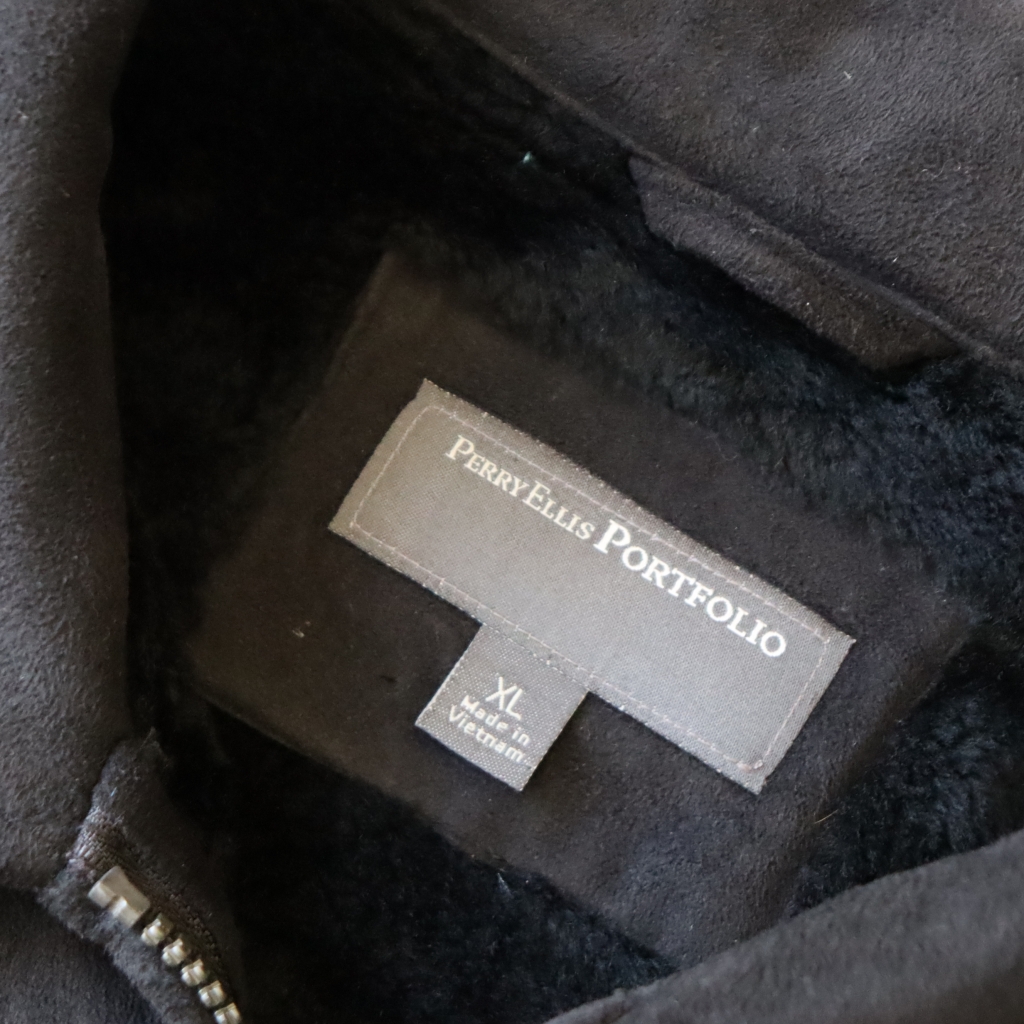 PERRY ELLIS PORTFOLIO
XL
Made in
Vietnam